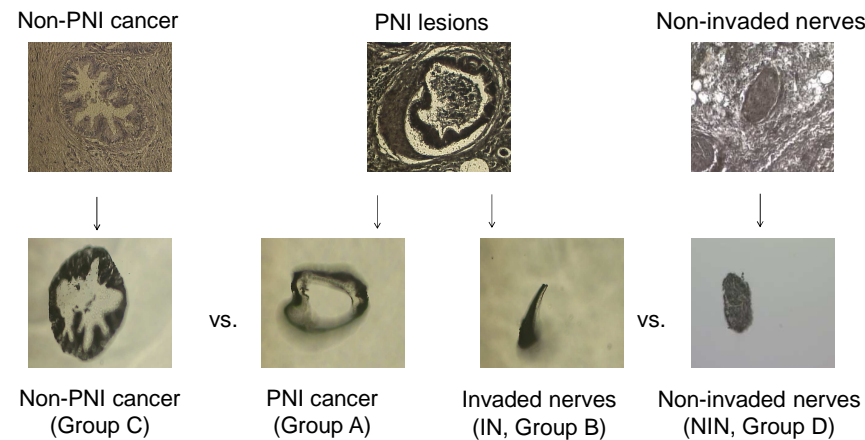 Non-PNI cancer
PNI lesions
Non-invaded nerves
vs.
vs.
Non-PNI cancer
(Group C)
PNI cancer
(Group A)
Invaded nerves
(IN, Group B)
Non-invaded nerves
(NIN, Group D)